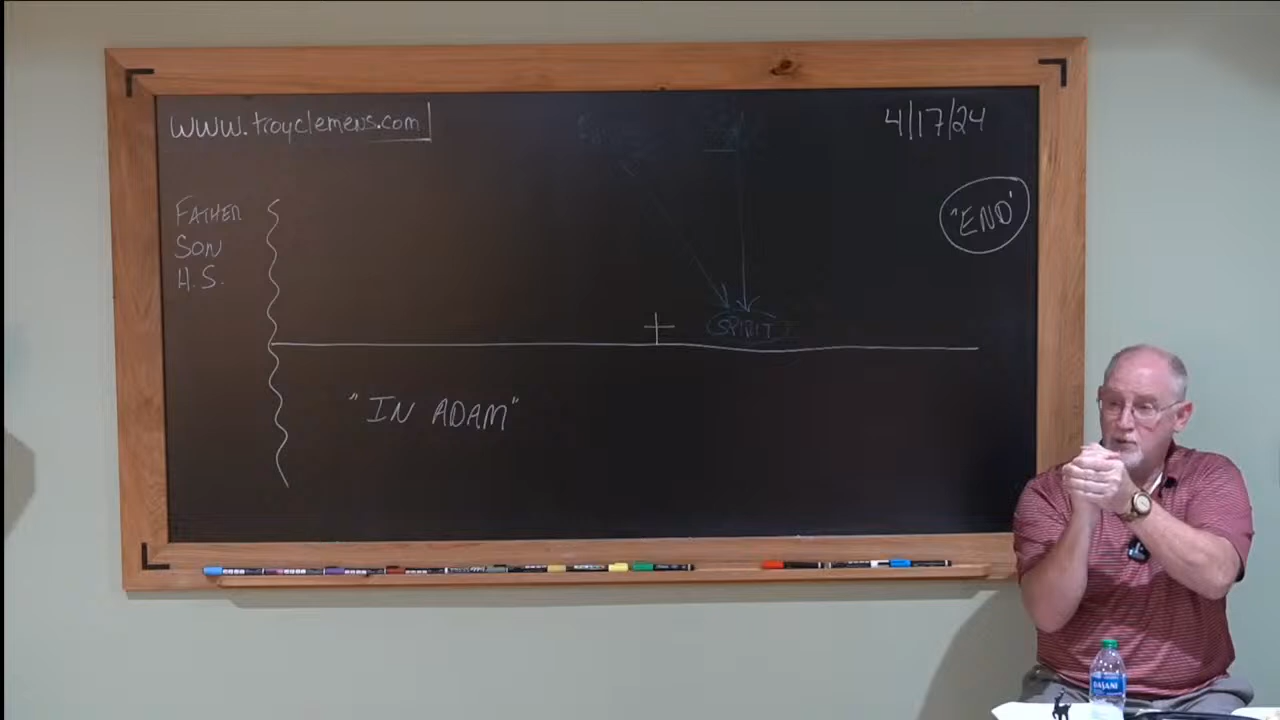 www.troyclemens.com
4/17/24
FATHER
SON
H.S.
"END"
SPIRIT
"IN ADAM"
DASANI